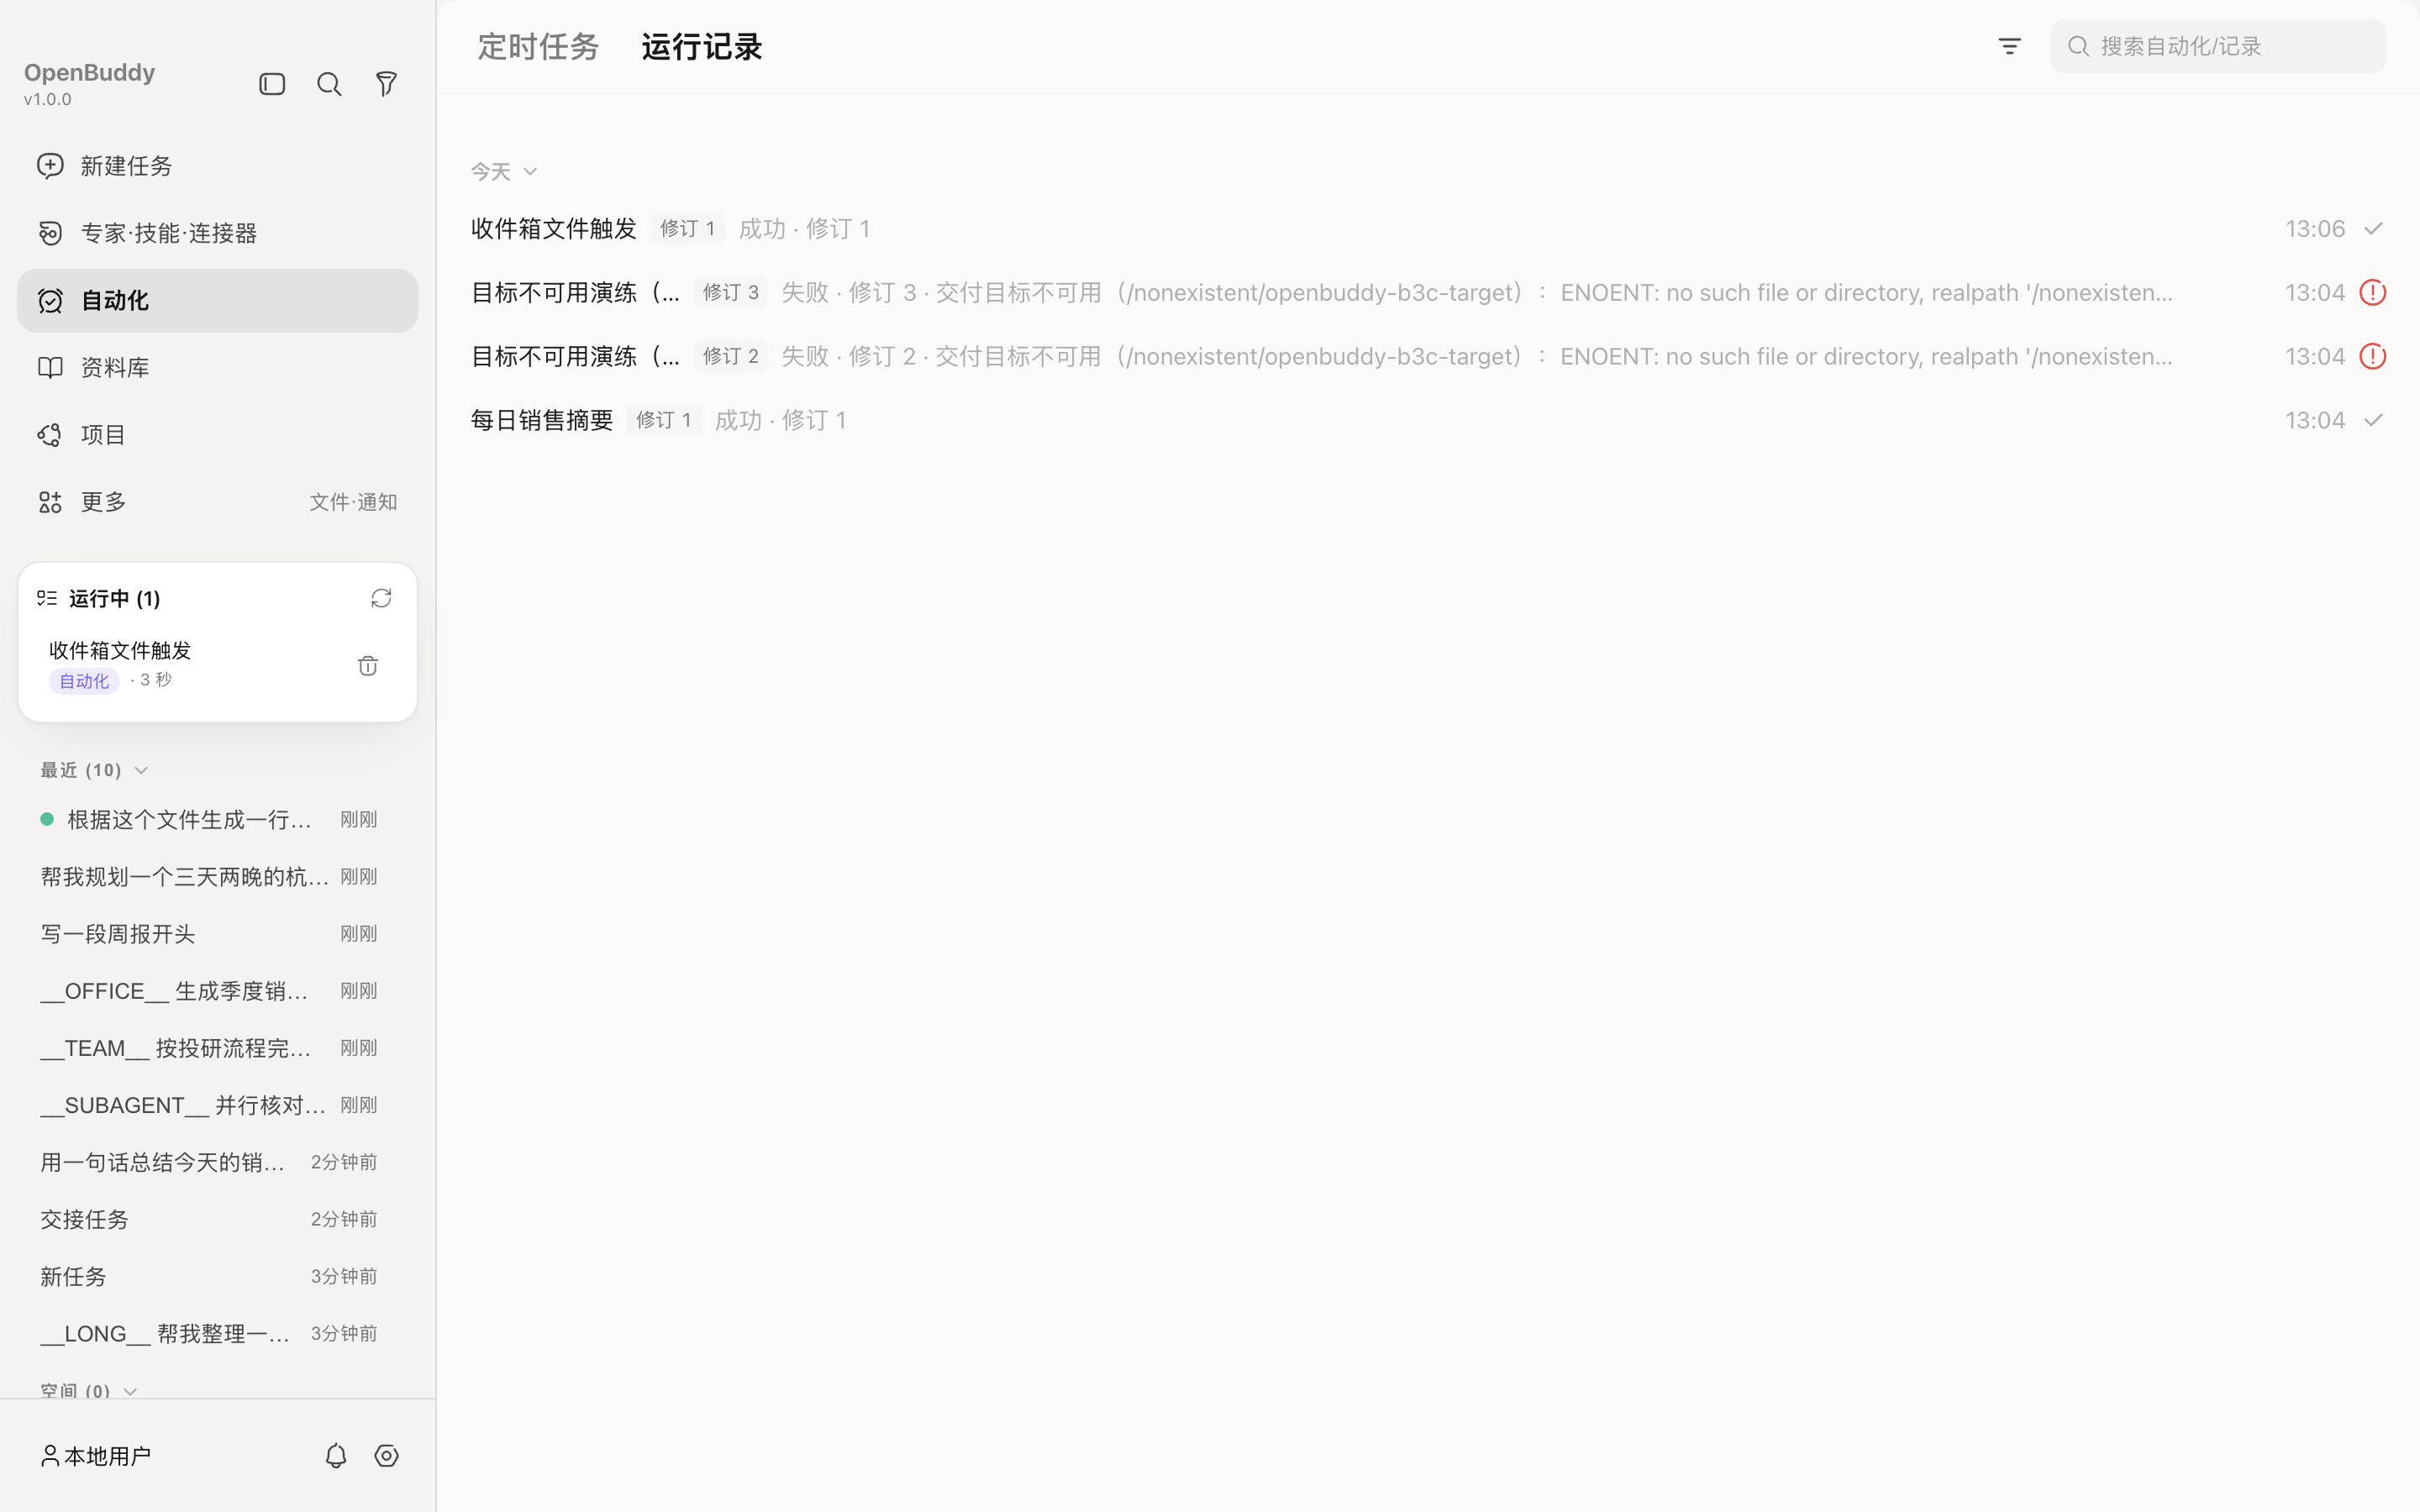 OpenBuddy
v1.0.0
新建任务
专家·技能·连接器
自动化
资料库
项目
更多 文件·通知
运行中 (1)
收件箱文件触发
自动化 · 3 秒
最近 (10)
根据这个文件生成一行… 刚刚
帮我规划一个三天两晚的杭… 刚刚
写一段周报开头 刚刚
__OFFICE__ 生成季度销… 刚刚
__TEAM__ 按投研流程完… 刚刚
__SUBAGENT__ 并行核对… 刚刚
用一句话总结今天的销… 2分钟前
交接任务 2分钟前
新任务 3分钟前
__LONG__ 帮我整理一… 3分钟前
空间 (0)
本地用户
定时任务 运行记录 搜索自动化/记录
今天
收件箱文件触发 修订 1 成功 · 修订 1 13:06
目标不可用演练（… 修订 3 失败 · 修订 3 · 交付目标不可用（/nonexistent/openbuddy-b3c-target）：ENOENT: no such file or directory, realpath '/nonexisten… 13:04
目标不可用演练（… 修订 2 失败 · 修订 2 · 交付目标不可用（/nonexistent/openbuddy-b3c-target）：ENOENT: no such file or directory, realpath '/nonexisten… 13:04
每日销售摘要 修订 1 成功 · 修订 1 13:04